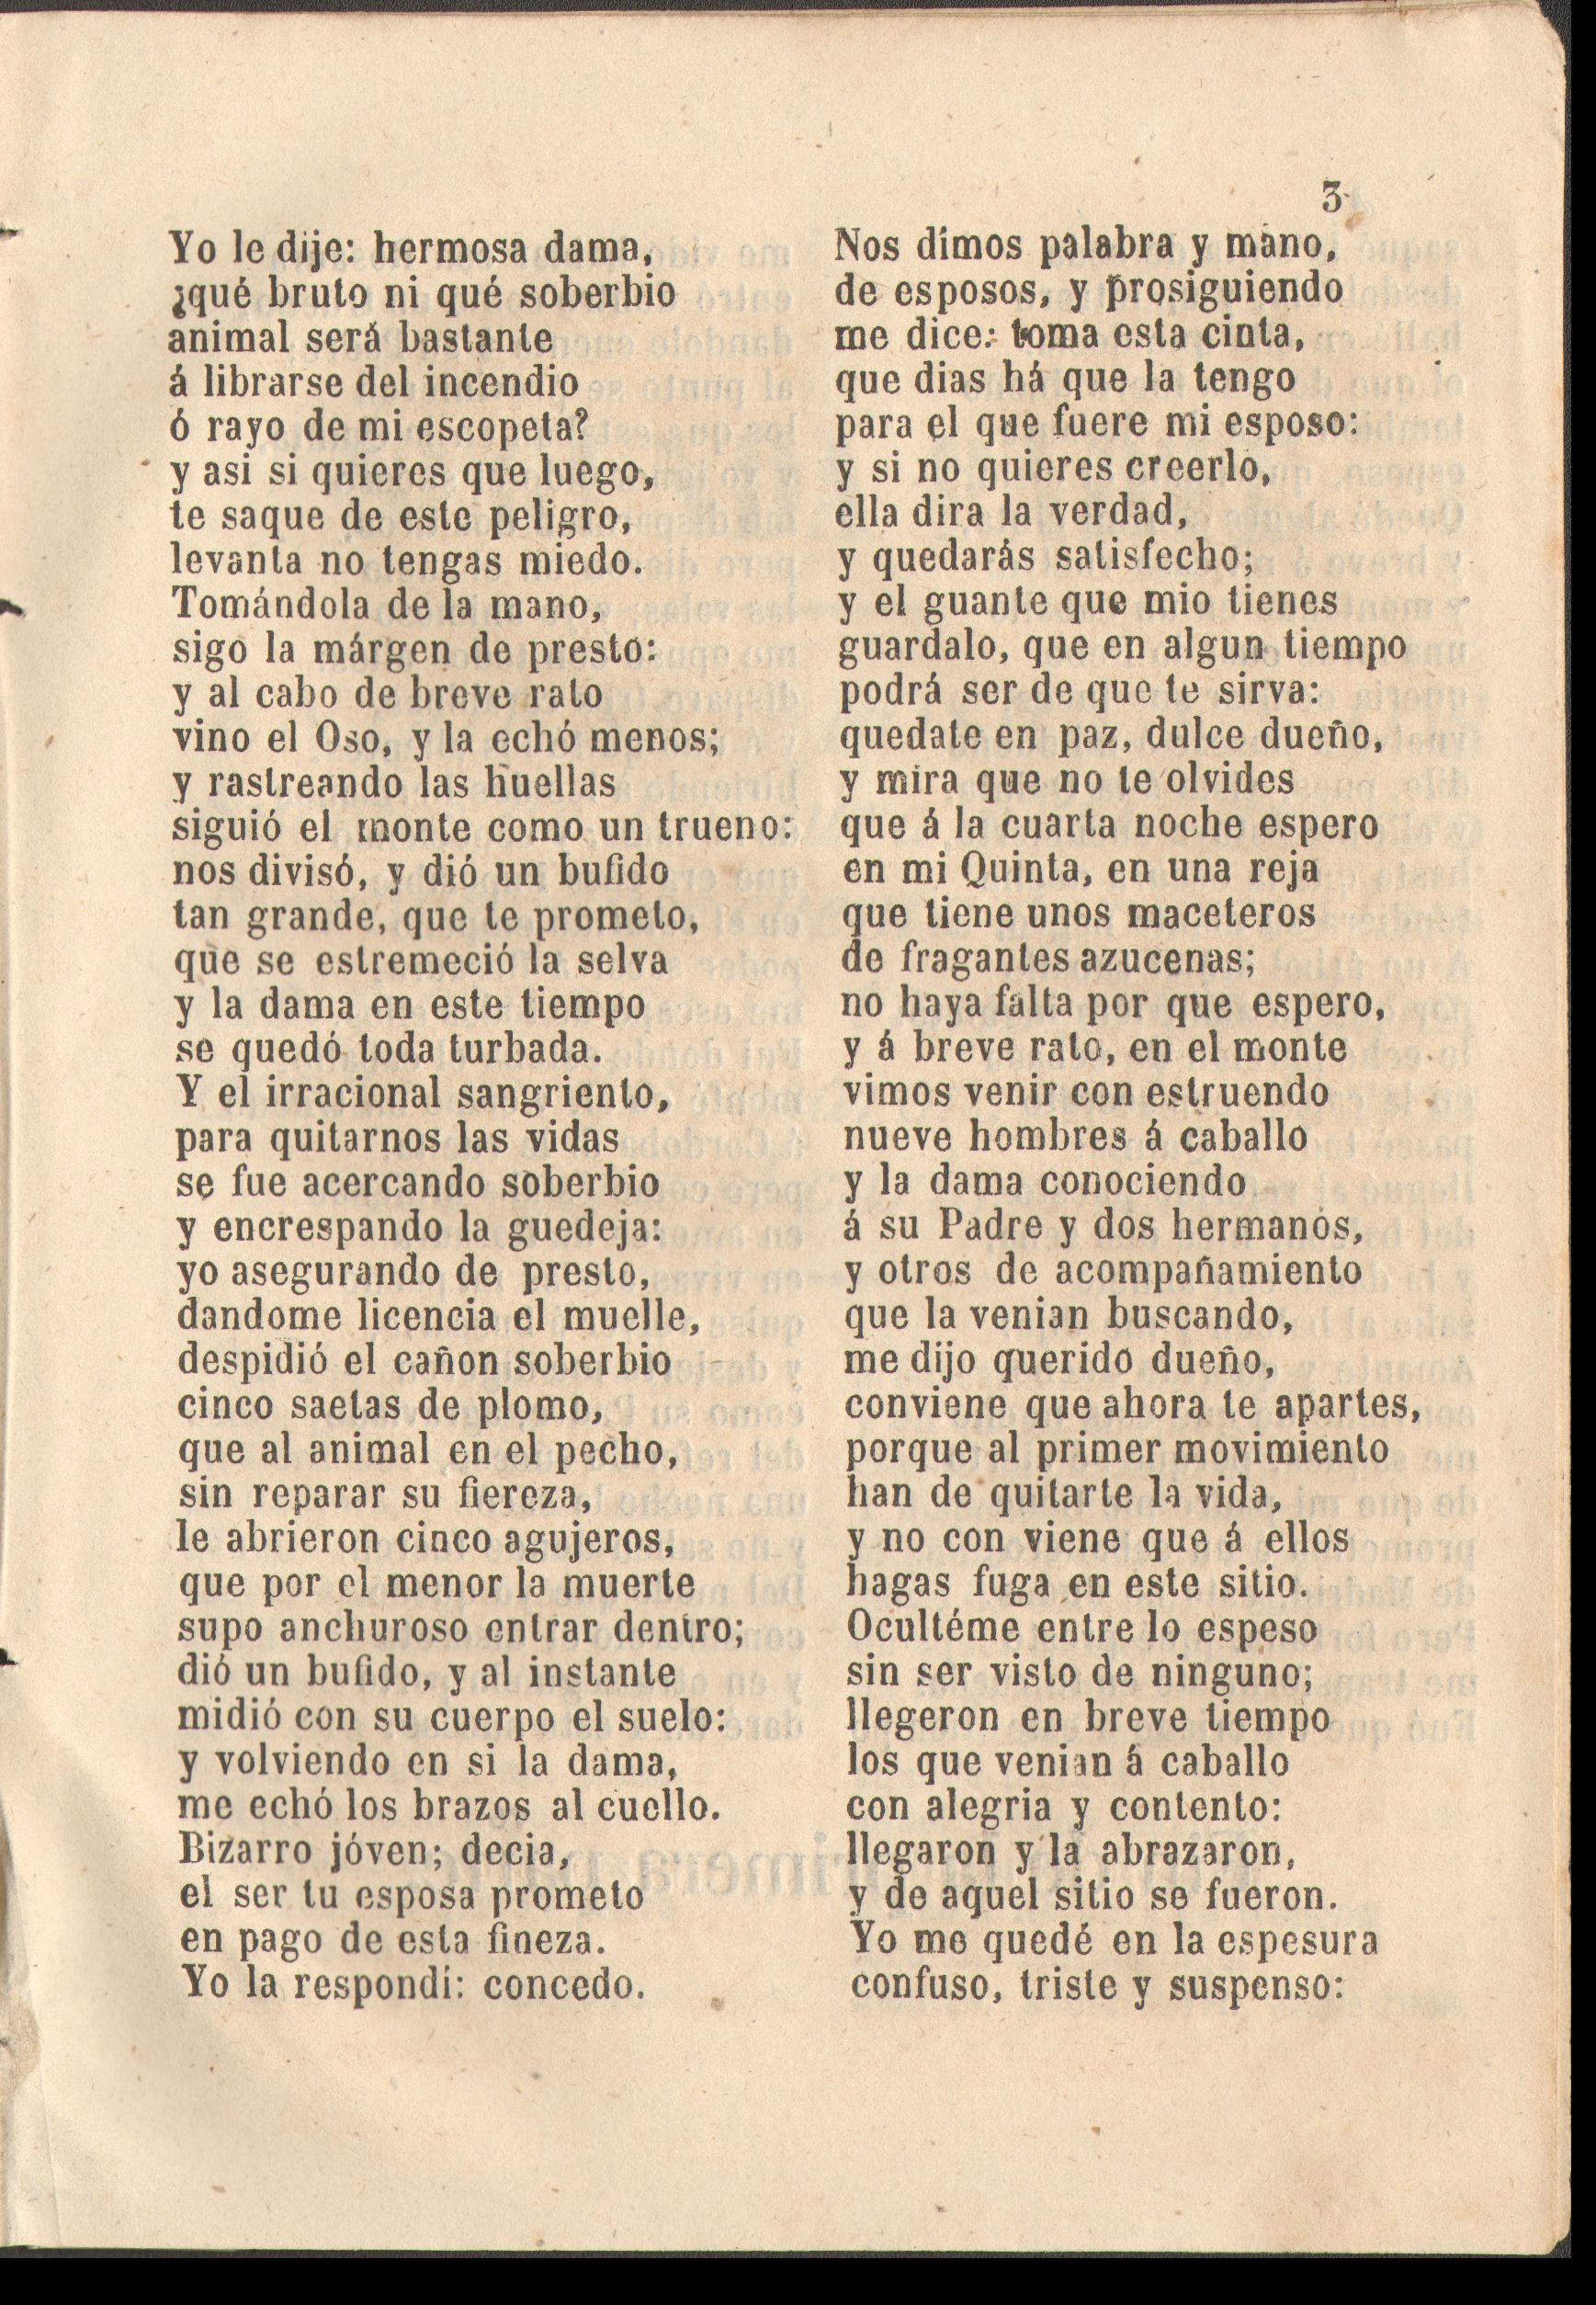 3
Yo le dije: hermosa dama,
¿qué bruto ni qué soberbio
animal será bastante
á librarse del incendio
ó rayo de mi escopeta?
y asi si quieres que luego,
te saque de este peligro,
levanta no tengas miedo.
Tomándola de la mano,
sigo la márgen de presto:
y al cabo de breve rato
vino el Oso, y la echó menos;
y rastreando las huellas
siguió el monte como un trueno:
nos divisó, y dió un bufido
tan grande, que te prometo,
que se estremeció la selva
y la dama en este tiempo
se quedó toda turbada.
Y el irracional sangriento,
para quitarnos las vidas
se fue acercando soberbio
y encrespando la guedeja:
yo asegurando de presto,
dandome licencia el muelle,
despidió el cañon soberbio
cinco saetas de plomo,
que al animal en el pecho,
sin reparar su fiereza,
le abrieron cinco agujeros,
que por el menor la muerte
supo anchuroso entrar dentro;
dió un bufido, y al instante
midió con su cuerpo el suelo:
y volviendo en si la dama,
me echó los brazos al cuello.
Bizarro jóven; decia,
el ser tu esposa prometo
en pago de esta fineza.
Yo la respondí: concedo.
Nos dimos palabra y mano,
de esposos, y prosiguiendo
me dice: toma esta cinta,
que dias há que la tengo
para el que fuere mi esposo:
y si no quieres creerlo,
ella dira la verdad,
y quedarás satisfecho;
y el guante que mio tienes
guardalo, que en algun tiempo
podrá ser de que te sirva:
quedate en paz, dulce dueño,
y mira que no te olvides
que á la cuarta noche espero
en mi Quinta, en una reja
que tiene unos maceteros
de fragantes azucenas;
no haya falta por que espero,
y á breve rato, en el monte
vimos venir con estruendo
nueve hombres á caballo
y la dama conociendo
á su Padre y dos hermanos,
y otros de acompañamiento
que la venian buscando,
me dijo querido dueño,
conviene que ahora te apartes,
porque al primer movimiento
han de quitarte la vida,
y no con viene que á ellos
hagas fuga en este sitio.
Ocultéme entre lo espeso
sin ser visto de ninguno;
llegeron en breve tiempo
los que venian á caballo
con alegria y contento:
llegaron y la abrazaron,
y de aquel sitio se fueron.
Yo me quedé en la espesura
confuso, triste y suspenso: